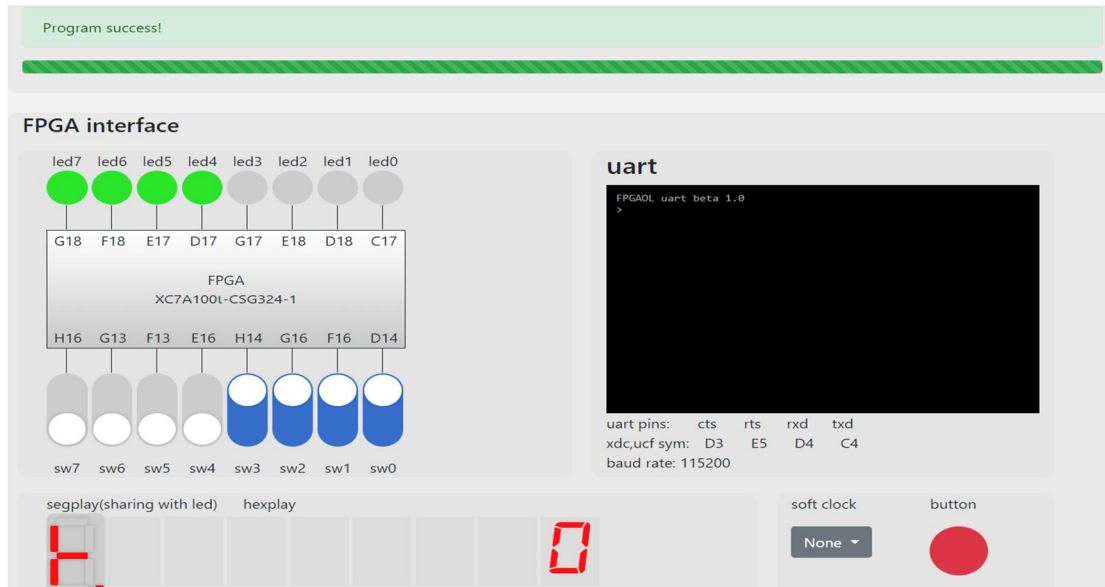 Program success!
FPGA interface
led7 led6 led5 led4 led3 led2 led1 led0
G18 F18 E17 D17 G17 E18 D18 C17
FPGA
XC7A100t-CSG324-1
H16 G13 F13 E16 H14 G16 F16 D14
sw7 sw6 sw5 sw4 sw3 sw2 sw1 sw0
uart
FPGAOL uart beta 1.0
>
uart pins: cts rts rxd txd
xdc,ucf sym: D3 E5 D4 C4
baud rate: 115200
segplay(sharing with led) hexplay
0
soft clock button
None